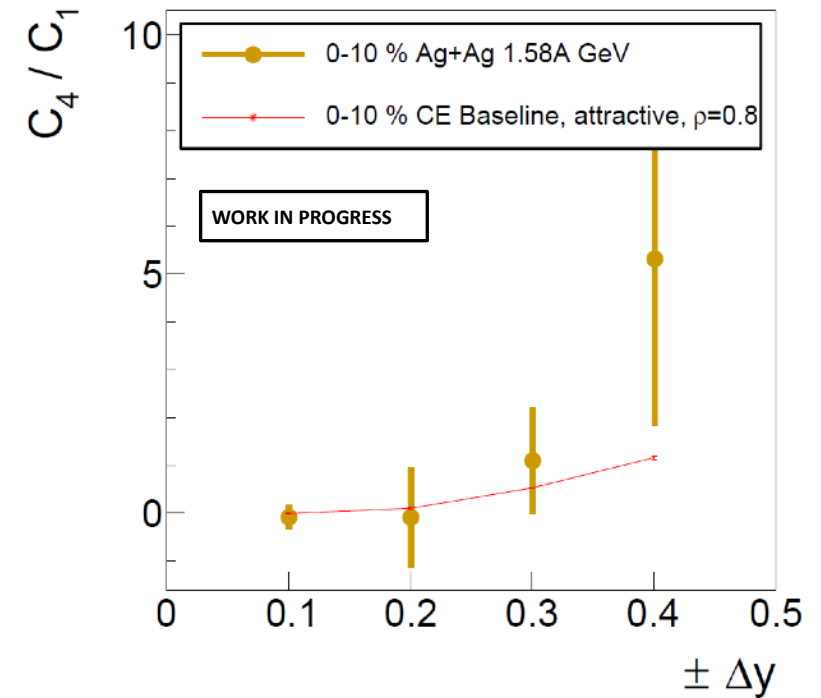 C₄ / C₁
10
5
0
0-10 % Ag+Ag 1.58A GeV
0-10 % CE Baseline, attractive, ρ=0.8
WORK IN PROGRESS
0 0.1 0.2 0.3 0.4 0.5
± Δy